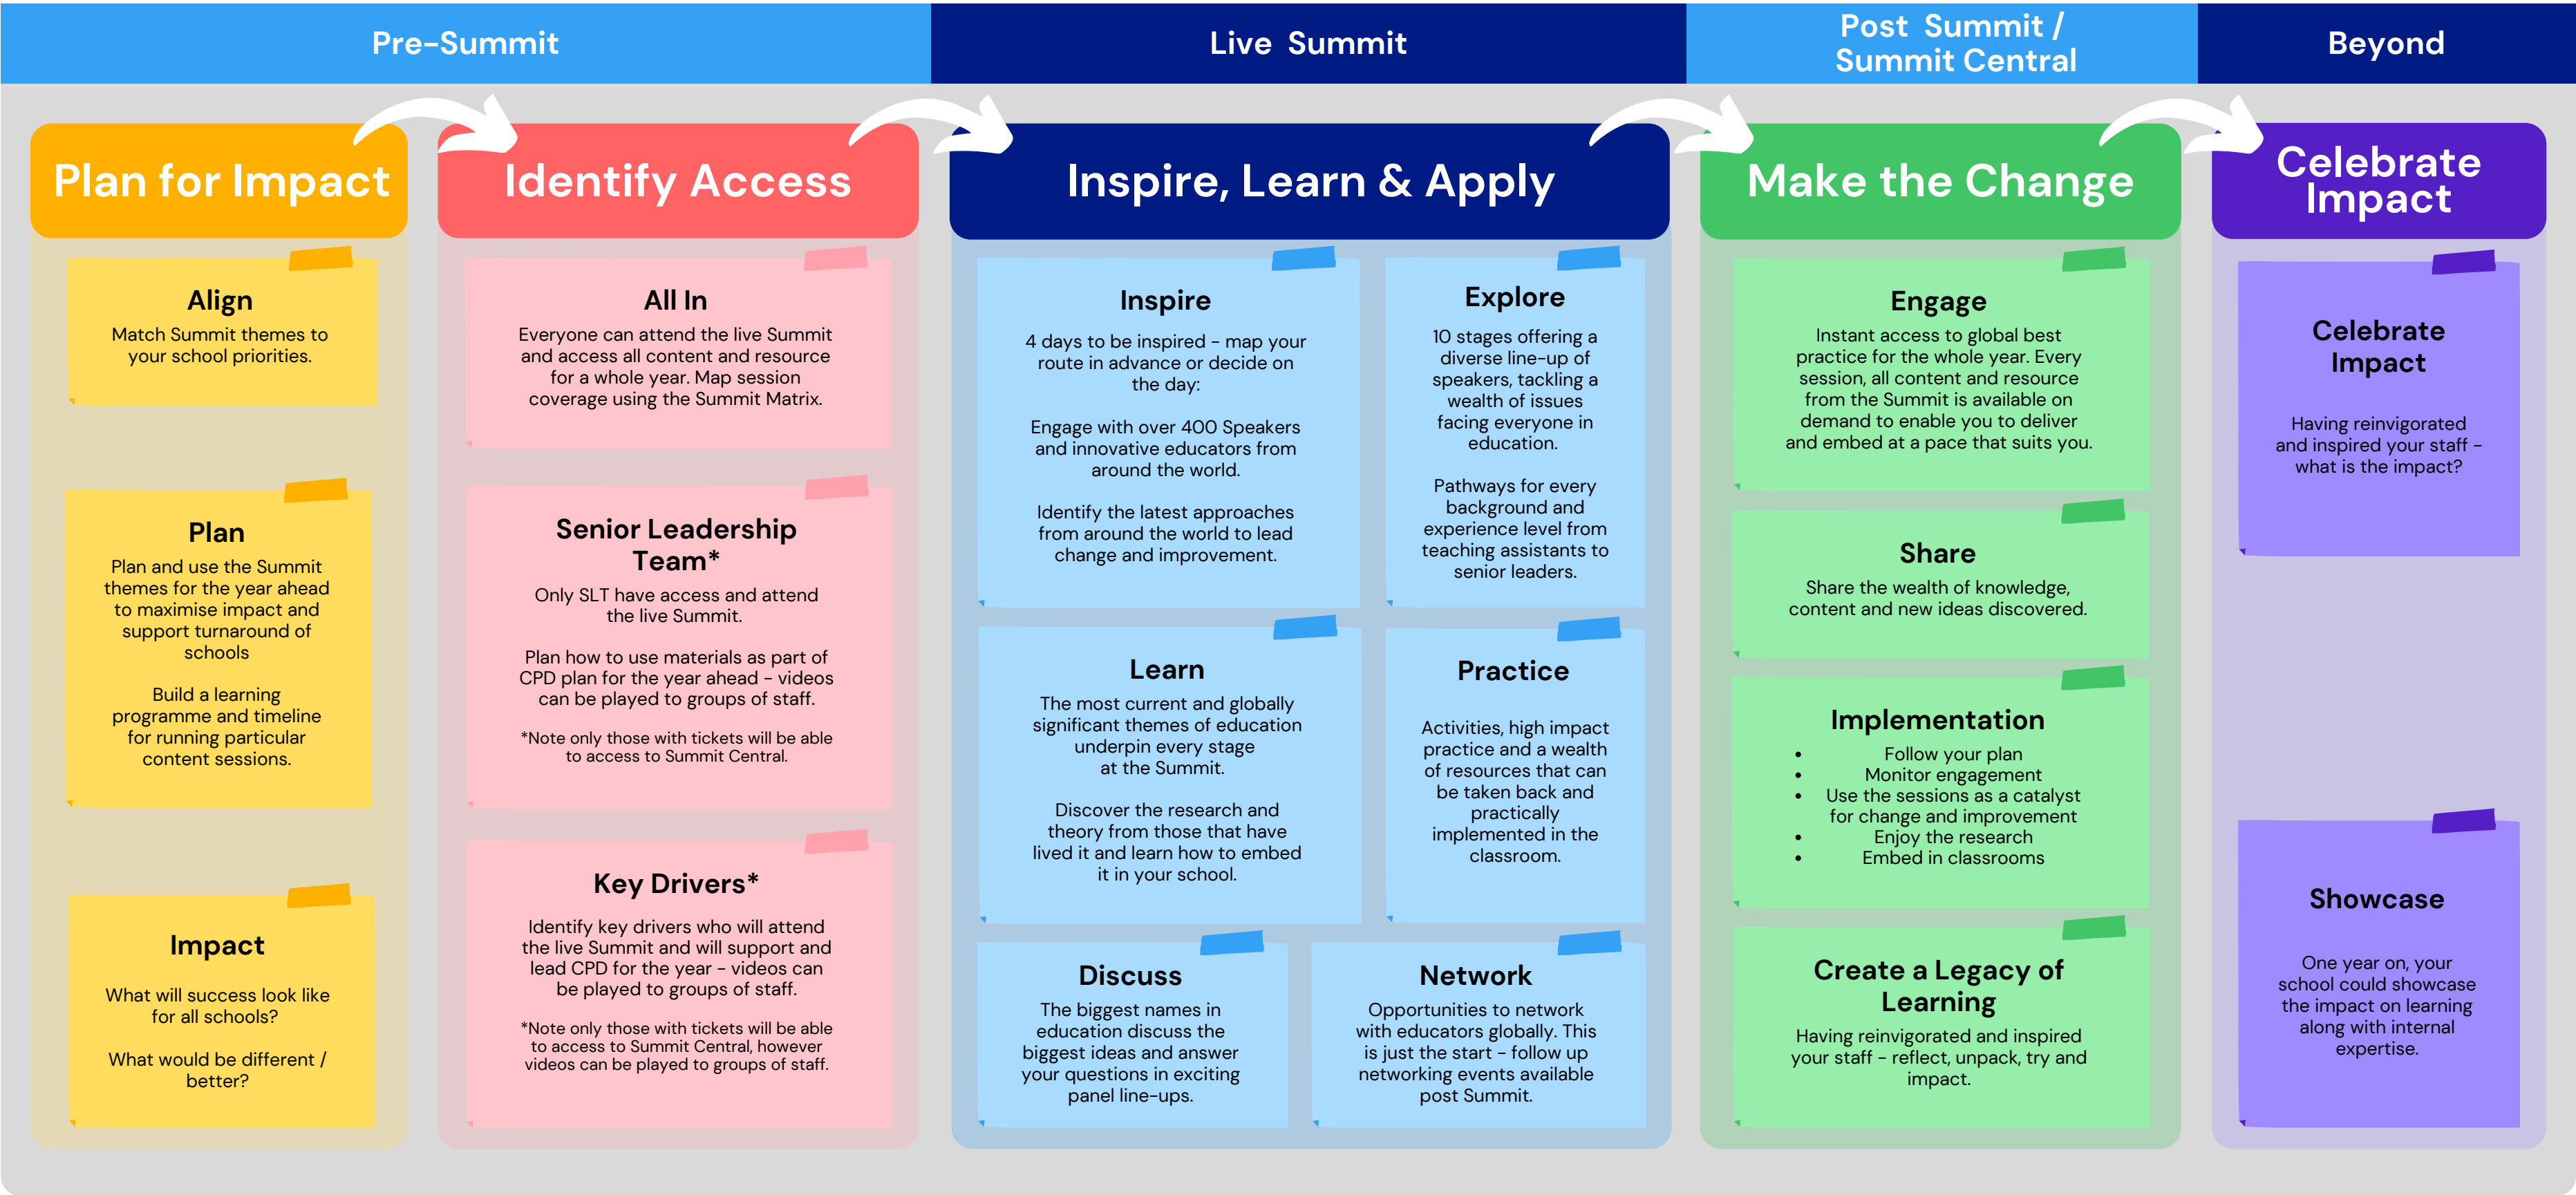 Pre-Summit
Live Summit
Post Summit /
Summit Central
Beyond
Plan for Impact
Align
Match Summit themes to
your school priorities.
Plan
Plan and use the Summit
themes for the year ahead
to maximise impact and
support turnaround of
schools
Build a learning
programme and timeline
for running particular
content sessions.
Impact
What will success look like
for all schools?
What would be different /
better?
Identify Access
All In
Everyone can attend the live Summit
and access all content and resource
for a whole year. Map session
coverage using the Summit Matrix.
Senior Leadership
Team*
Only SLT have access and attend
the live Summit.
Plan how to use materials as part of
CPD plan for the year ahead - videos
can be played to groups of staff.
*Note only those with tickets will be able
to access to Summit Central.
Key Drivers*
Identify key drivers who will attend
the live Summit and will support and
lead CPD for the year - videos can
be played to groups of staff.
*Note only those with tickets will be able
to access to Summit Central, however
videos can be played to groups of staff.
Inspire, Learn & Apply
Inspire
4 days to be inspired - map your
route in advance or decide on
the day:
Engage with over 400 Speakers
and innovative educators from
around the world.
Identify the latest approaches
from around the world to lead
change and improvement.
Explore
10 stages offering a
diverse line-up of
speakers, tackling a
wealth of issues
facing everyone in
education.
Pathways for every
background and
experience level from
teaching assistants to
senior leaders.
Learn
The most current and globally
significant themes of education
underpin every stage
at the Summit.
Discover the research and
theory from those that have
lived it and learn how to embed
it in your school.
Practice
Activities, high impact
practice and a wealth
of resources that can
be taken back and
practically
implemented in the
classroom.
Discuss
The biggest names in
education discuss the
biggest ideas and answer
your questions in exciting
panel line-ups.
Network
Opportunities to network
with educators globally. This
is just the start - follow up
networking events available
post Summit.
Make the Change
Engage
Instant access to global best
practice for the whole year. Every
session, all content and resource
from the Summit is available on
demand to enable you to deliver
and embed at a pace that suits you.
Share
Share the wealth of knowledge,
content and new ideas discovered.
Implementation
• Follow your plan
• Monitor engagement
• Use the sessions as a catalyst
for change and improvement
• Enjoy the research
• Embed in classrooms
Create a Legacy of
Learning
Having reinvigorated and inspired
your staff - reflect, unpack, try and
impact.
Celebrate
Impact
Celebrate
Impact
Having reinvigorated
and inspired your staff -
what is the impact?
Showcase
One year on, your
school could showcase
the impact on learning
along with internal
expertise.